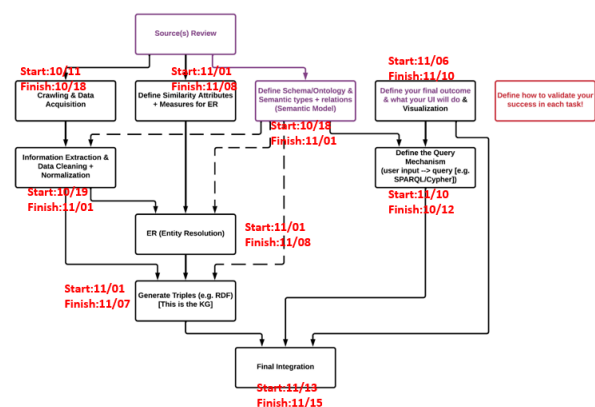 Source(s) Review
Start:10/11
Finish:10/18
Start:11/01
Finish:11/08
Start:11/06
Finish:11/10
Crawling & Data
Acquisition
Define Similarity Attributes
+ Measures for ER
Define Schema/Ontology &
Semantic types + relations
(Semantic Model)
Define your final outcome
& what your UI will do &
Visualization
Define how to validate your
success in each task!
Start:10/18
Finish:11/01
Information Extraction &
Data Cleaning +
Normalization
Define the Query
Mechanism
(user input --> query [e.g.
SPARQL/Cypher])
Start:10/19
Finish:11/01
Start:11/10
Finish:10/12
ER (Entity Resolution)
Start:11/01
Finish:11/08
Start:11/01
Finish:11/07
Generate Triples (e.g. RDF)
[This is the KG]
Final Integration
Start:11/13
Finish:11/15